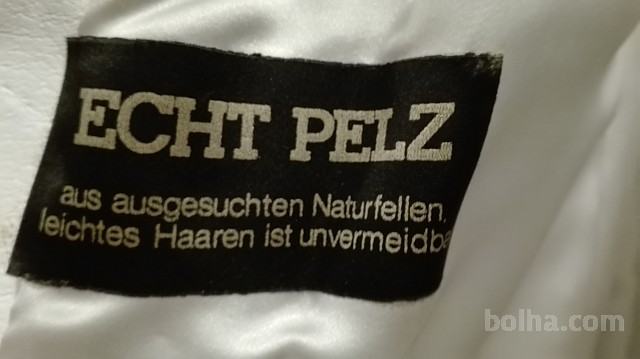 ECHT PELZ
aus ausgesuchten Naturfellen,
leichtes Haaren ist unvermeidba
bolha.com